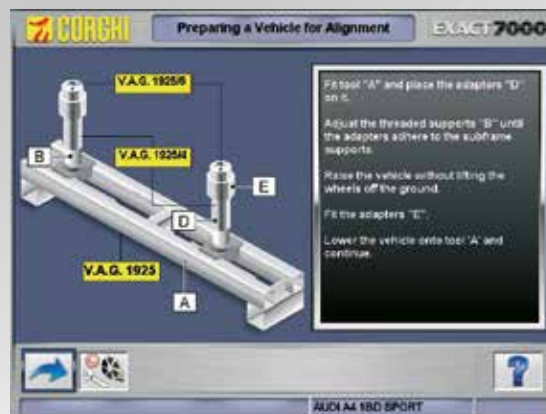 CORGHI
Preparing a Vehicle for Alignment
EXACT7000
V.A.G. 1925/6
B
V.A.G. 1925/4
E
D
V.A.G. 1925
A
Fit tool "A" and place the adapters "D"
on it.
Adjust the threaded supports "B" until
the adapters adhere to the subframe
supports.
Raise the vehicle without lifting the
wheels off the ground.
Fit the adapters "E".
Lower the vehicle onto tool "A" and
continue.
?
AUDI A4 1BD SPORT